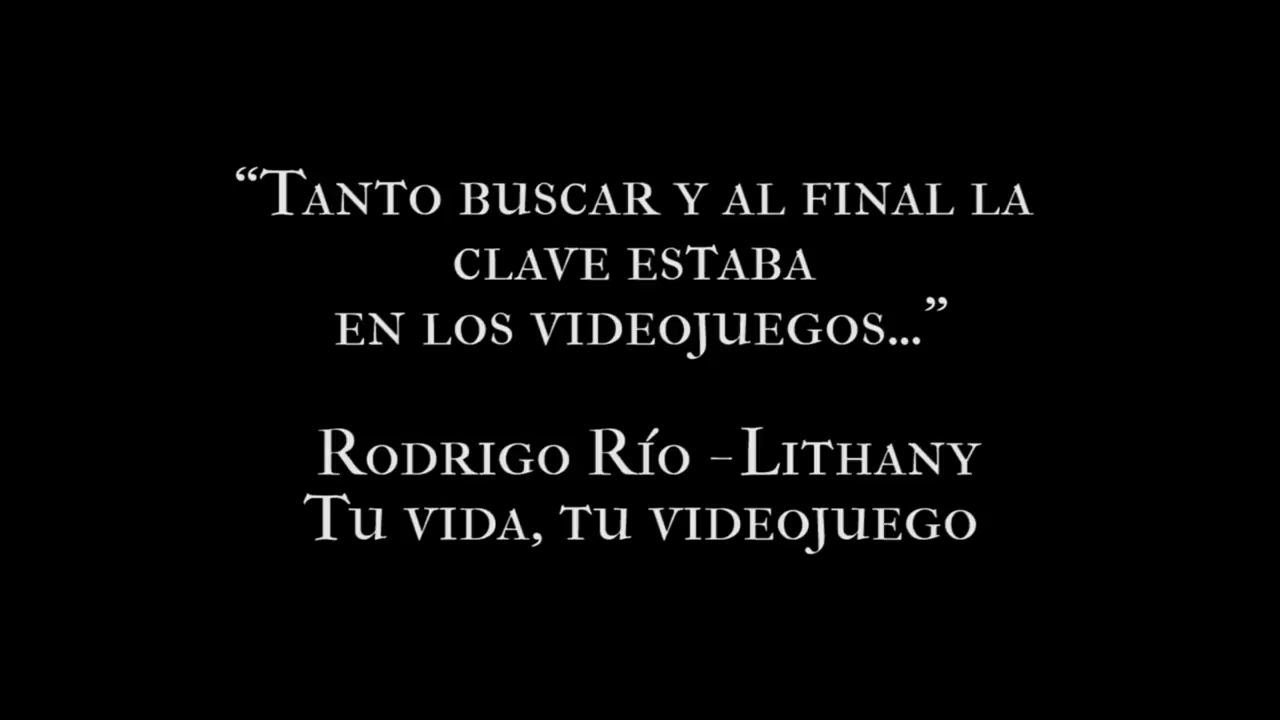 “Tanto buscar y al final la
clave estaba
en los videojuegos...”
Rodrigo Río –Lithany
Tu vida, tu videojuego